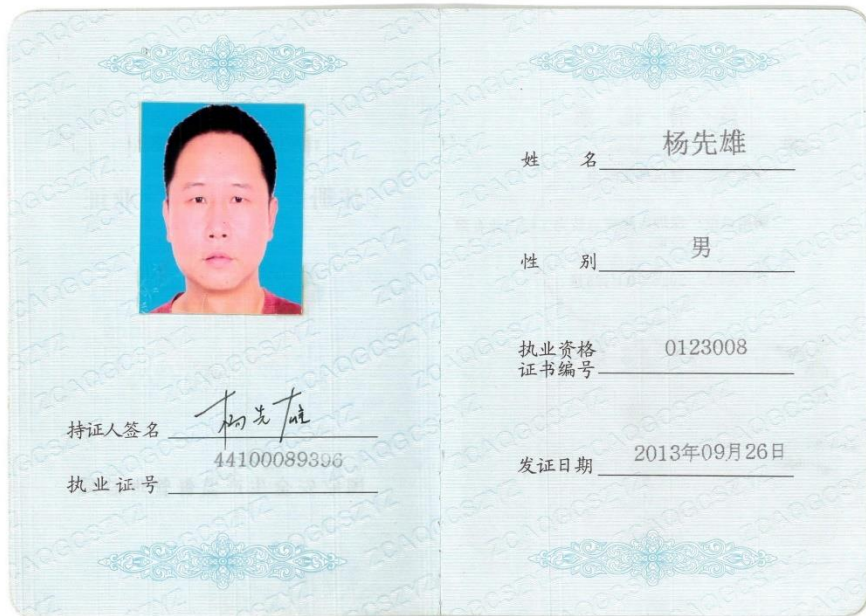 持证人签名 杨先雄
执业证号 44100089396
姓 名 杨先雄
性 别 男
执业资格
证书编号 0123008
发证日期 2013年09月26日
ZCAQGCSZYZ